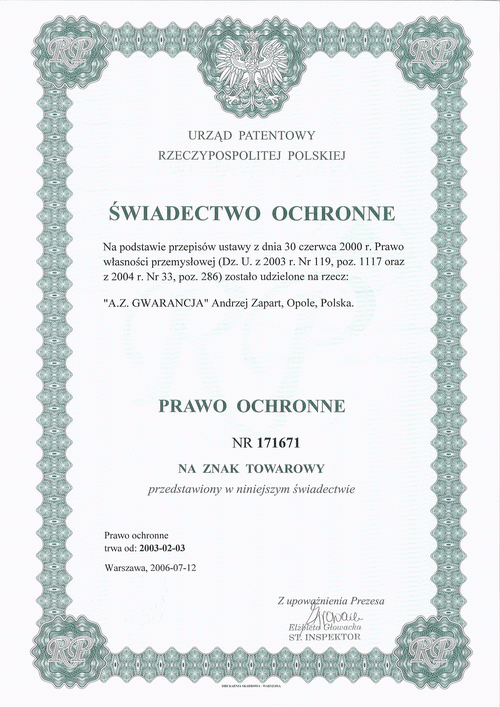 RP
RP
URZĄD PATENTOWY
RZECZYPOSPOLITEJ POLSKIEJ
ŚWIADECTWO OCHRONNE
Na podstawie przepisów ustawy z dnia 30 czerwca 2000 r. Prawo
własności przemysłowej (Dz. U. z 2003 r. Nr 119, poz. 1117 oraz
z 2004 r. Nr 33, poz. 286) zostało udzielone na rzecz:
"A.Z. GWARANCJA" Andrzej Zapart, Opole, Polska.
RP
PRAWO OCHRONNE
NR 171671
NA ZNAK TOWAROWY
przedstawiony w niniejszym świadectwie
Prawo ochronne
trwa od: 2003-02-03
Warszawa, 2006-07-12
Z upoważnienia Prezesa
Elżbieta Głowacka
ST. INSPEKTOR
RP
RP